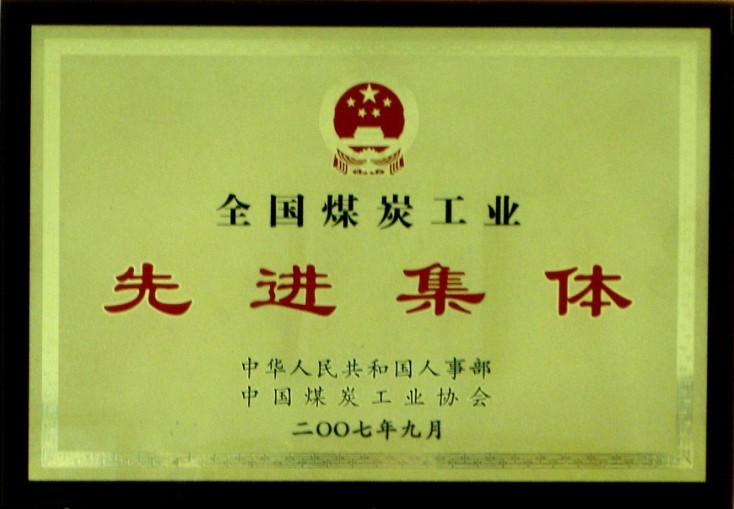 全国煤炭工业
先进集体
中华人民共和国人事部
中国煤炭工业协会
二〇〇七年九月